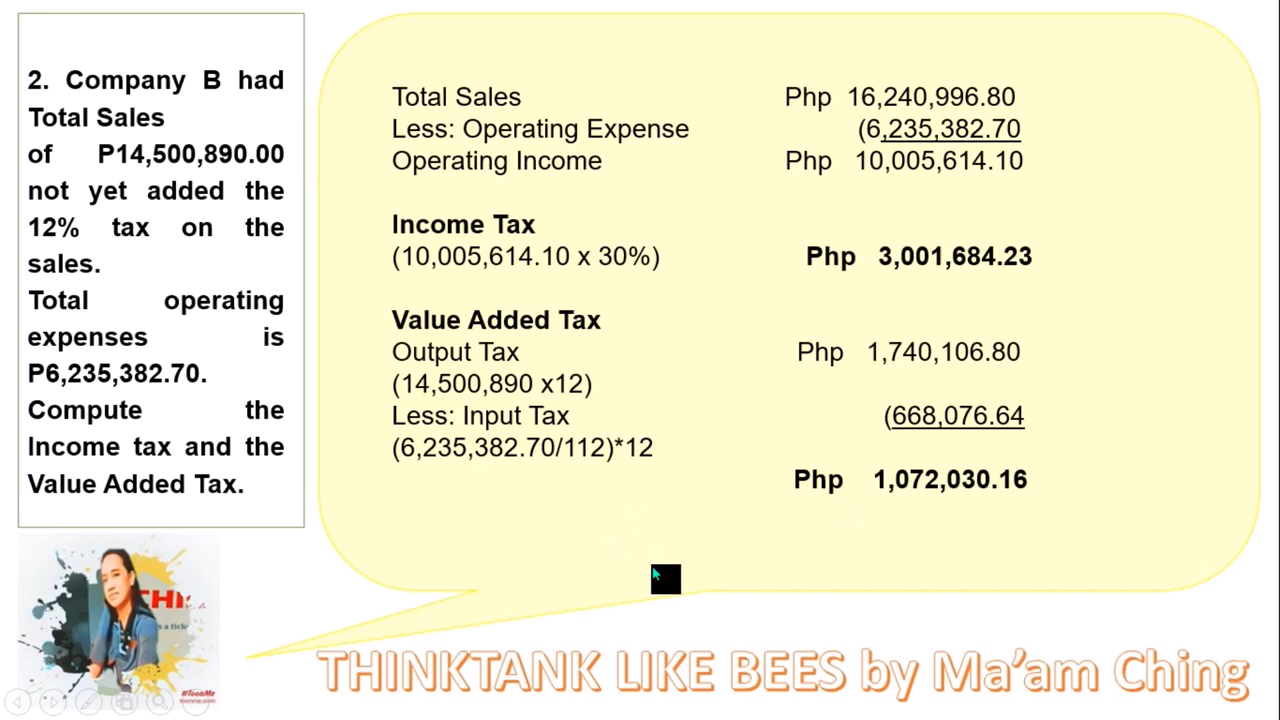 2. Company B had
Total Sales
of P14,500,890.00
not yet added the
12% tax on the
sales.
Total operating
expenses is
P6,235,382.70.
Compute the
Income tax and the
Value Added Tax.
Total Sales Php 16,240,996.80
Less: Operating Expense (6,235,382.70
Operating Income Php 10,005,614.10
Income Tax
(10,005,614.10 x 30%) Php 3,001,684.23
Value Added Tax
Output Tax Php 1,740,106.80
(14,500,890 x12)
Less: Input Tax (668,076.64
(6,235,382.70/112)*12
Php 1,072,030.16
#ToonMe
toonme.com
THINKTANK LIKE BEES by Ma'am Ching